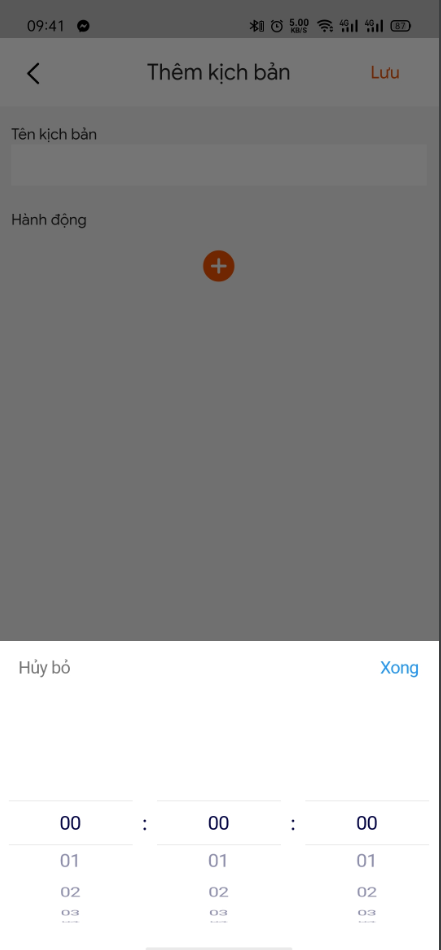 09:41 5.00 KB/S 4G 4G 87
Thêm kịch bản Lưu
Tên kịch bản
Hành động
Hủy bỏ Xong
00 : 00 : 00
01 01 01
02 02 02
03 03 03